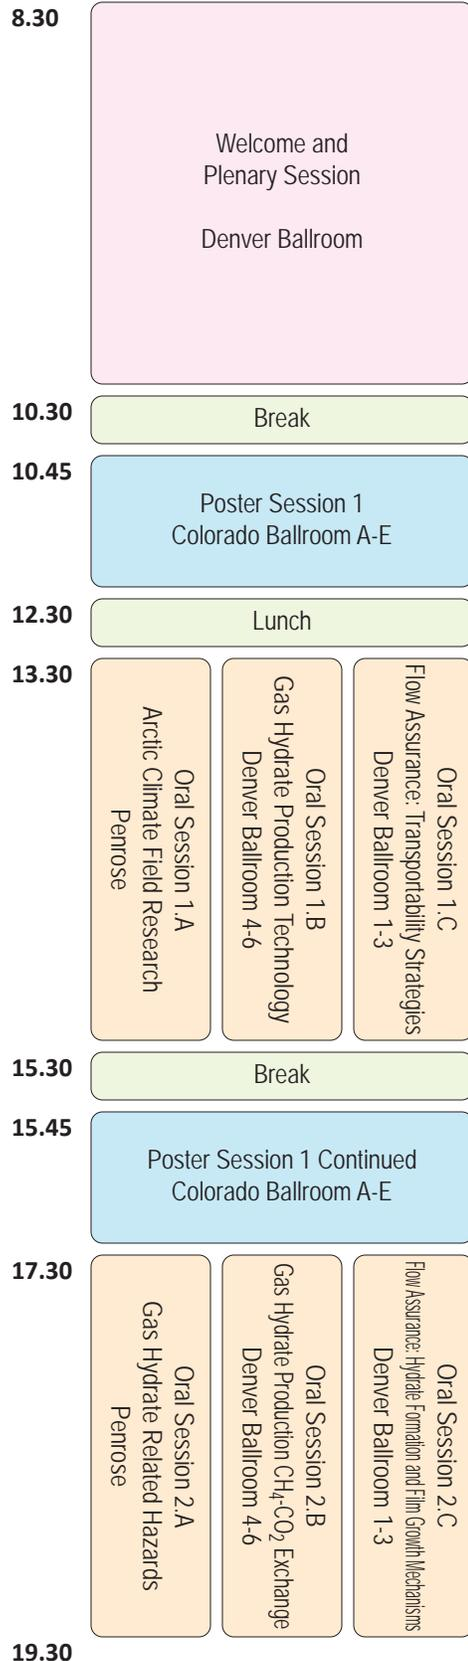 8.30
Welcome and
Plenary Session
Denver Ballroom
10.30
Break
10.45
Poster Session 1
Colorado Ballroom A-E
12.30
Lunch
13.30
Oral Session 1.A
Arctic Climate Field Research
Penrose
Oral Session 1.B
Gas Hydrate Production Technology
Denver Ballroom 4-6
Oral Session 1.C
Flow Assurance: Transportability Strategies
Denver Ballroom 1-3
15.30
Break
15.45
Poster Session 1 Continued
Colorado Ballroom A-E
17.30
Oral Session 2.A
Gas Hydrate Related Hazards
Penrose
Oral Session 2.B
Gas Hydrate Production CH₄-CO₂ Exchange
Denver Ballroom 4-6
Oral Session 2.C
Flow Assurance: Hydrate Formation and Film Growth Mechanisms
Denver Ballroom 1-3
19.30